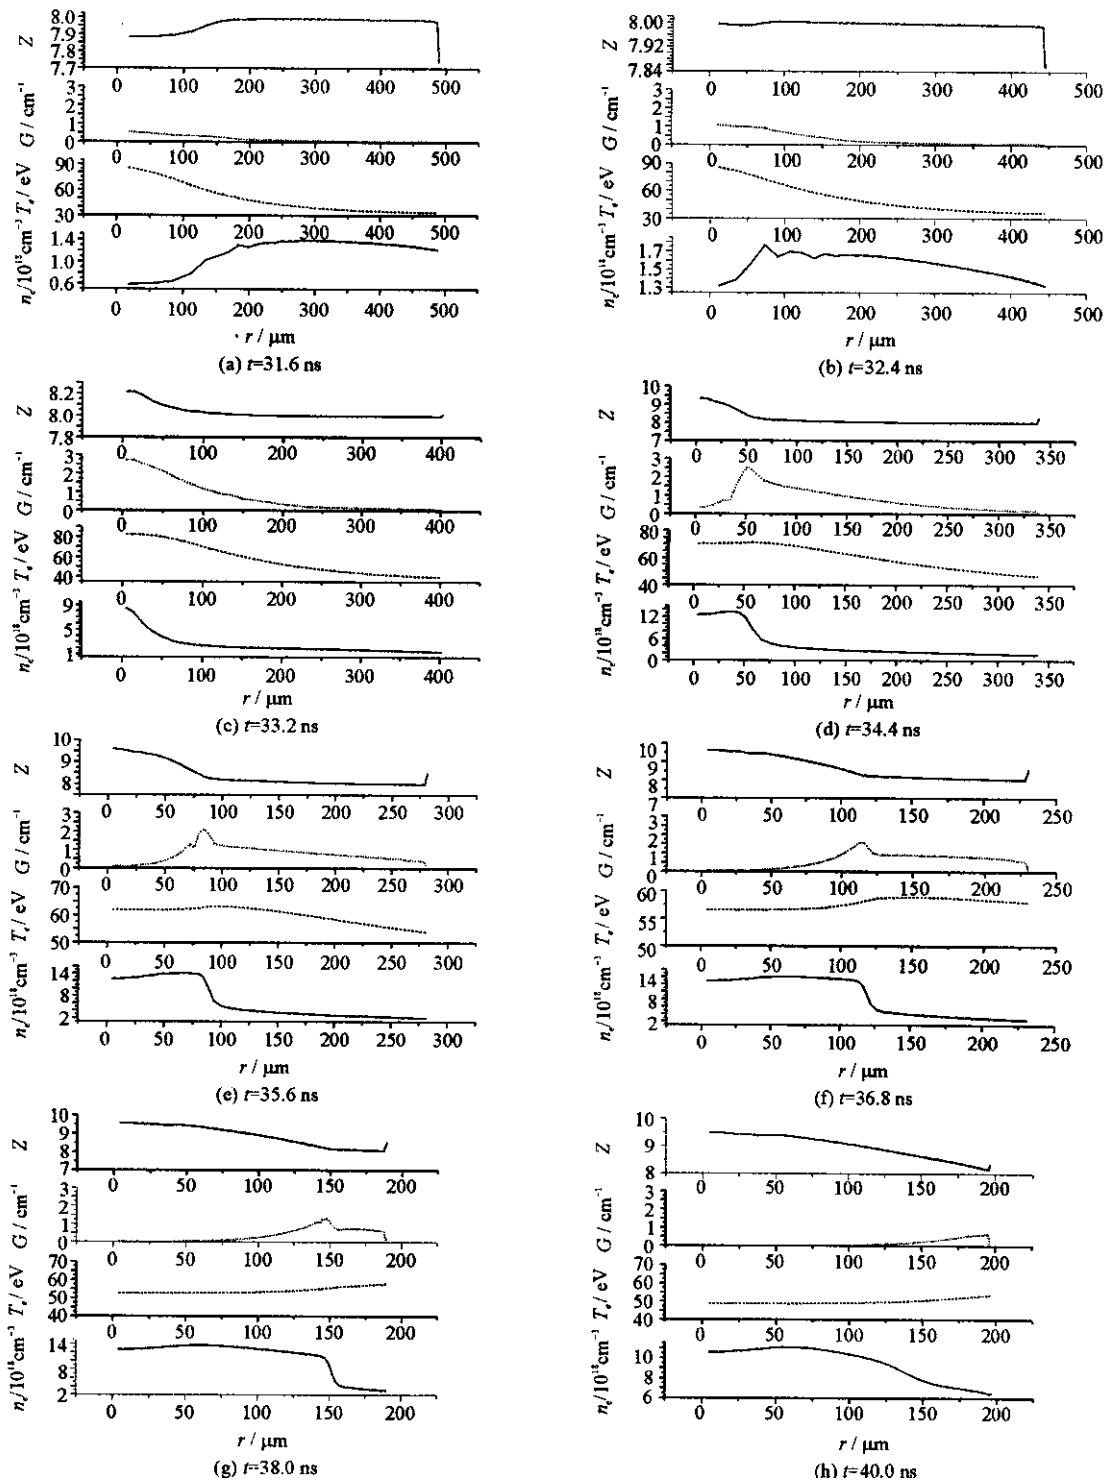 Z
8.0
7.9
7.8
7.7
0 100 200 300 400 500
G / cm⁻¹
3
2
1
0
0 100 200 300 400 500
Tₑ / eV
90
60
30
0 100 200 300 400 500
nₑ/10¹⁸cm⁻³
1.4
1.0
0.6
0 100 200 300 400 500
r / μm
(a) t=31.6 ns
Z
8.00
7.92
7.84
0 100 200 300 400 500
G / cm⁻¹
3
2
1
0
0 100 200 300 400 500
Tₑ / eV
90
60
30
0 100 200 300 400 500
nₑ/10¹⁸cm⁻³
1.7
1.5
1.3
0 100 200 300 400 500
r / μm
(b) t=32.4 ns
Z
8.2
8.0
7.8
0 100 200 300 400
G / cm⁻¹
3
2
1
0
0 100 200 300 400
Tₑ / eV
80
60
40
0 100 200 300 400
nₑ/10¹⁸cm⁻³
9
5
1
0 100 200 300 400
r / μm
(c) t=33.2 ns
Z
10
9
8
7
0 50 100 150 200 250 300 350
G / cm⁻¹
3
2
1
0
0 50 100 150 200 250 300 350
Tₑ / eV
80
60
40
0 50 100 150 200 250 300 350
nₑ/10¹⁸cm⁻³
12
6
0
0 50 100 150 200 250 300 350
r / μm
(d) t=34.4 ns
Z
10
9
8
0 50 100 150 200 250 300
G / cm⁻¹
3
2
1
0
0 50 100 150 200 250 300
Tₑ / eV
70
60
50
0 50 100 150 200 250 300
nₑ/10¹⁸cm⁻³
14
8
2
0 50 100 150 200 250 300
r / μm
(e) t=35.6 ns
Z
10
9
8
7
0 50 100 150 200 250
G / cm⁻¹
3
2
1
0
0 50 100 150 200 250
Tₑ / eV
60
55
50
0 50 100 150 200 250
nₑ/10¹⁸cm⁻³
14
8
2
0 50 100 150 200 250
r / μm
(f) t=36.8 ns
Z
10
9
8
7
0 50 100 150 200
G / cm⁻¹
3
2
1
0
0 50 100 150 200
Tₑ / eV
70
60
50
40
0 50 100 150 200
nₑ/10¹⁸cm⁻³
14
8
2
0 50 100 150 200
r / μm
(g) t=38.0 ns
Z
10
9
8
0 50 100 150 200
G / cm⁻¹
3
2
1
0
0 50 100 150 200
Tₑ / eV
70
60
50
40
0 50 100 150 200
nₑ/10¹⁸cm⁻³
10
8
6
0 50 100 150 200
r / μm
(h) t=40.0 ns